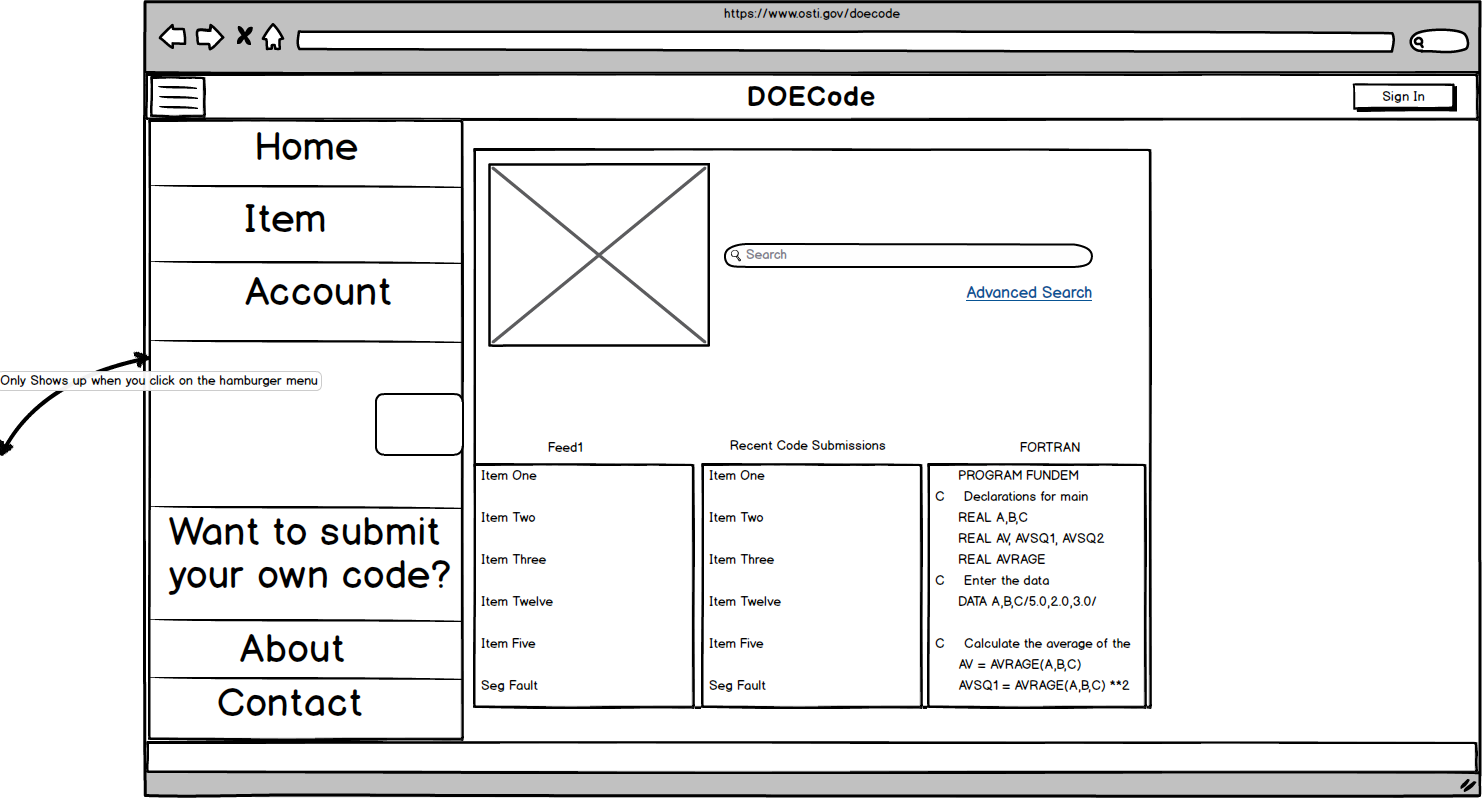 https://www.osti.gov/doecode
DOECode
Sign In
Home
Item
Account
Only Shows up when you click on the hamburger menu
Want to submit
your own code?
About
Contact
Search
Advanced Search
Feed1
Item One
Item Two
Item Three
Item Twelve
Item Five
Seg Fault
Recent Code Submissions
Item One
Item Two
Item Three
Item Twelve
Item Five
Seg Fault
FORTRAN
PROGRAM FUNDEM
C Declarations for main
REAL A,B,C
REAL AV, AVSQ1, AVSQ2
REAL AVRAGE
C Enter the data
DATA A,B,C/5.0,2.0,3.0/
C Calculate the average of the
AV = AVRAGE(A,B,C)
AVSQ1 = AVRAGE(A,B,C) **2